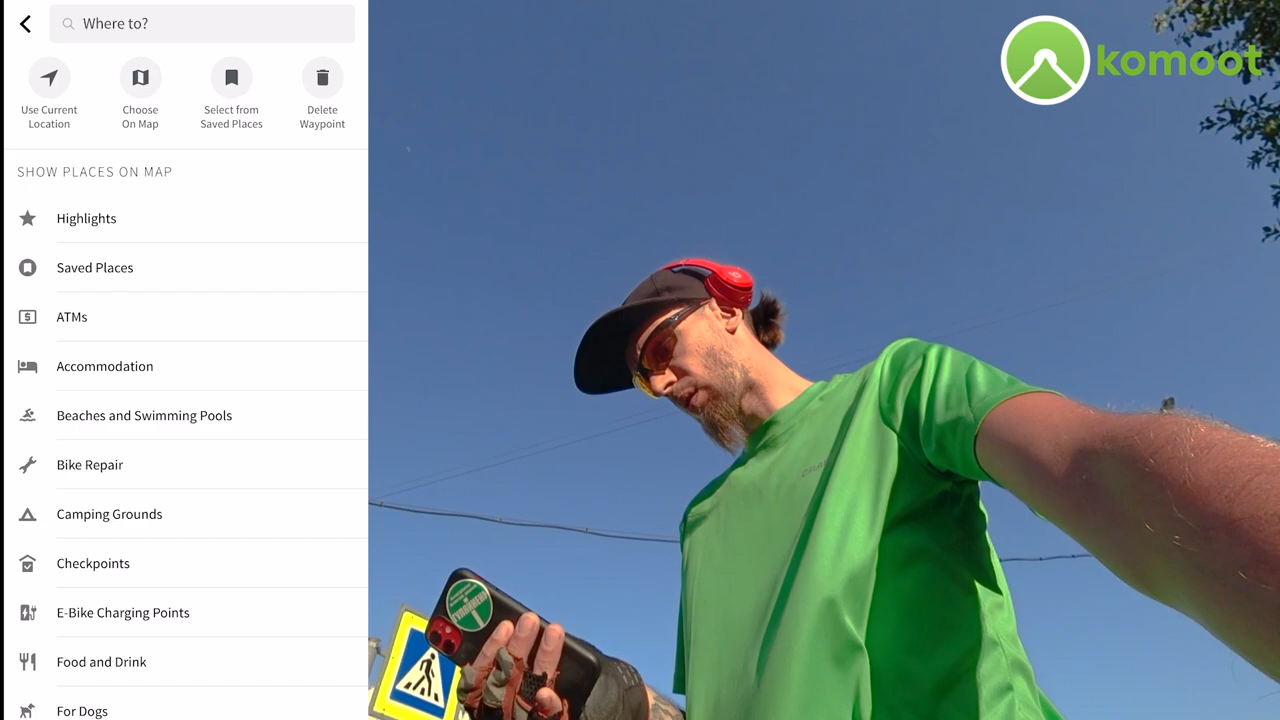 Where to?
Use Current
Location
Choose
On Map
Select from
Saved Places
Delete
Waypoint
SHOW PLACES ON MAP
Highlights
Saved Places
ATMs
Accommodation
Beaches and Swimming Pools
Bike Repair
Camping Grounds
Checkpoints
E-Bike Charging Points
Food and Drink
For Dogs
komoot